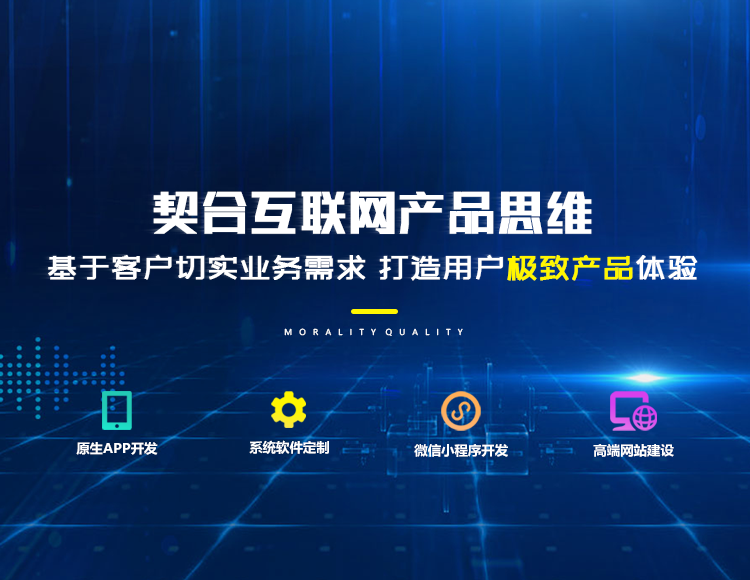 契合互联网产品思维
基于客户切实业务需求 打造用户极致产品体验
MORALITYQUALITY
原生APP开发
系统软件定制
微信小程序开发
高端网站建设